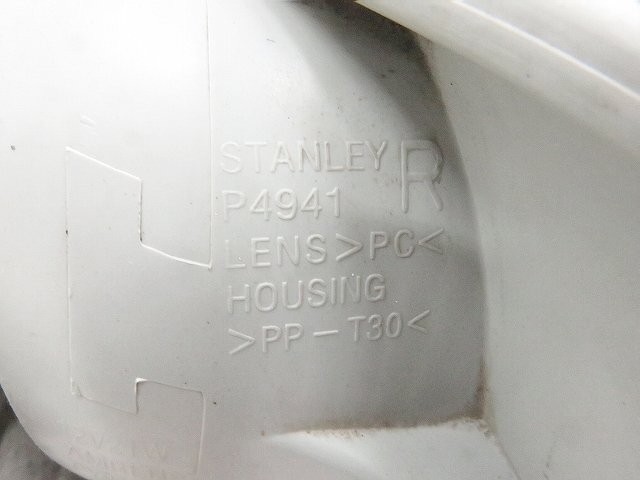 STANLEY R
P4941
LENS >PC<
HOUSING
>PP-T30<